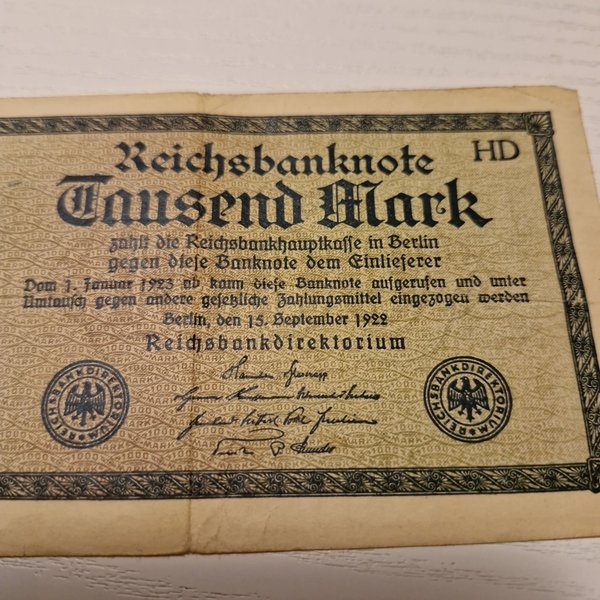 Reichsbanknote
HD
Tausend Mark
zahlt die Reichsbankhauptkasse in Berlin
gegen diese Banknote dem Einlieferer
Vom 1. Januar 1923 ab kann diese Banknote aufgerufen und unter
Umtausch gegen andere gesetzliche Zahlungsmittel eingezogen werden
Berlin, den 15. September 1922
Reichsbankdirektorium
REICHSBANKDIREKTORIUM
REICHSBANKDIREKTORIUM